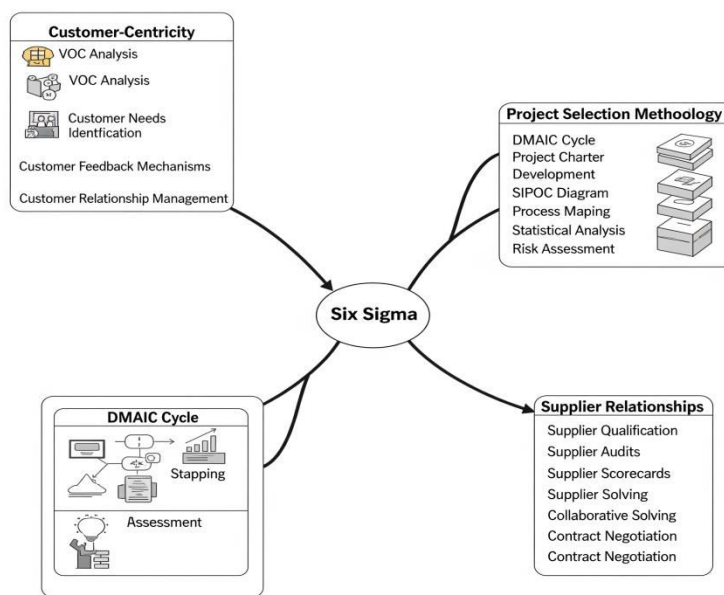 Customer-Centricity
VOC Analysis
VOC Analysis
Customer Needs
Identfication
Customer Feedback Mechanisms
Customer Relationship Management
Project Selection Methoology
DMAIC Cycle
Project Charter
Development
SIPOC Diagram
Process Maping
Statistical Analysis
Risk Assessment
Six Sigma
DMAIC Cycle
Stapping
Assessment
Supplier Relationships
Supplier Qualification
Supplier Audits
Supplier Scorecards
Supplier Solving
Collaborative Solving
Contract Negotiation
Contract Negotiation